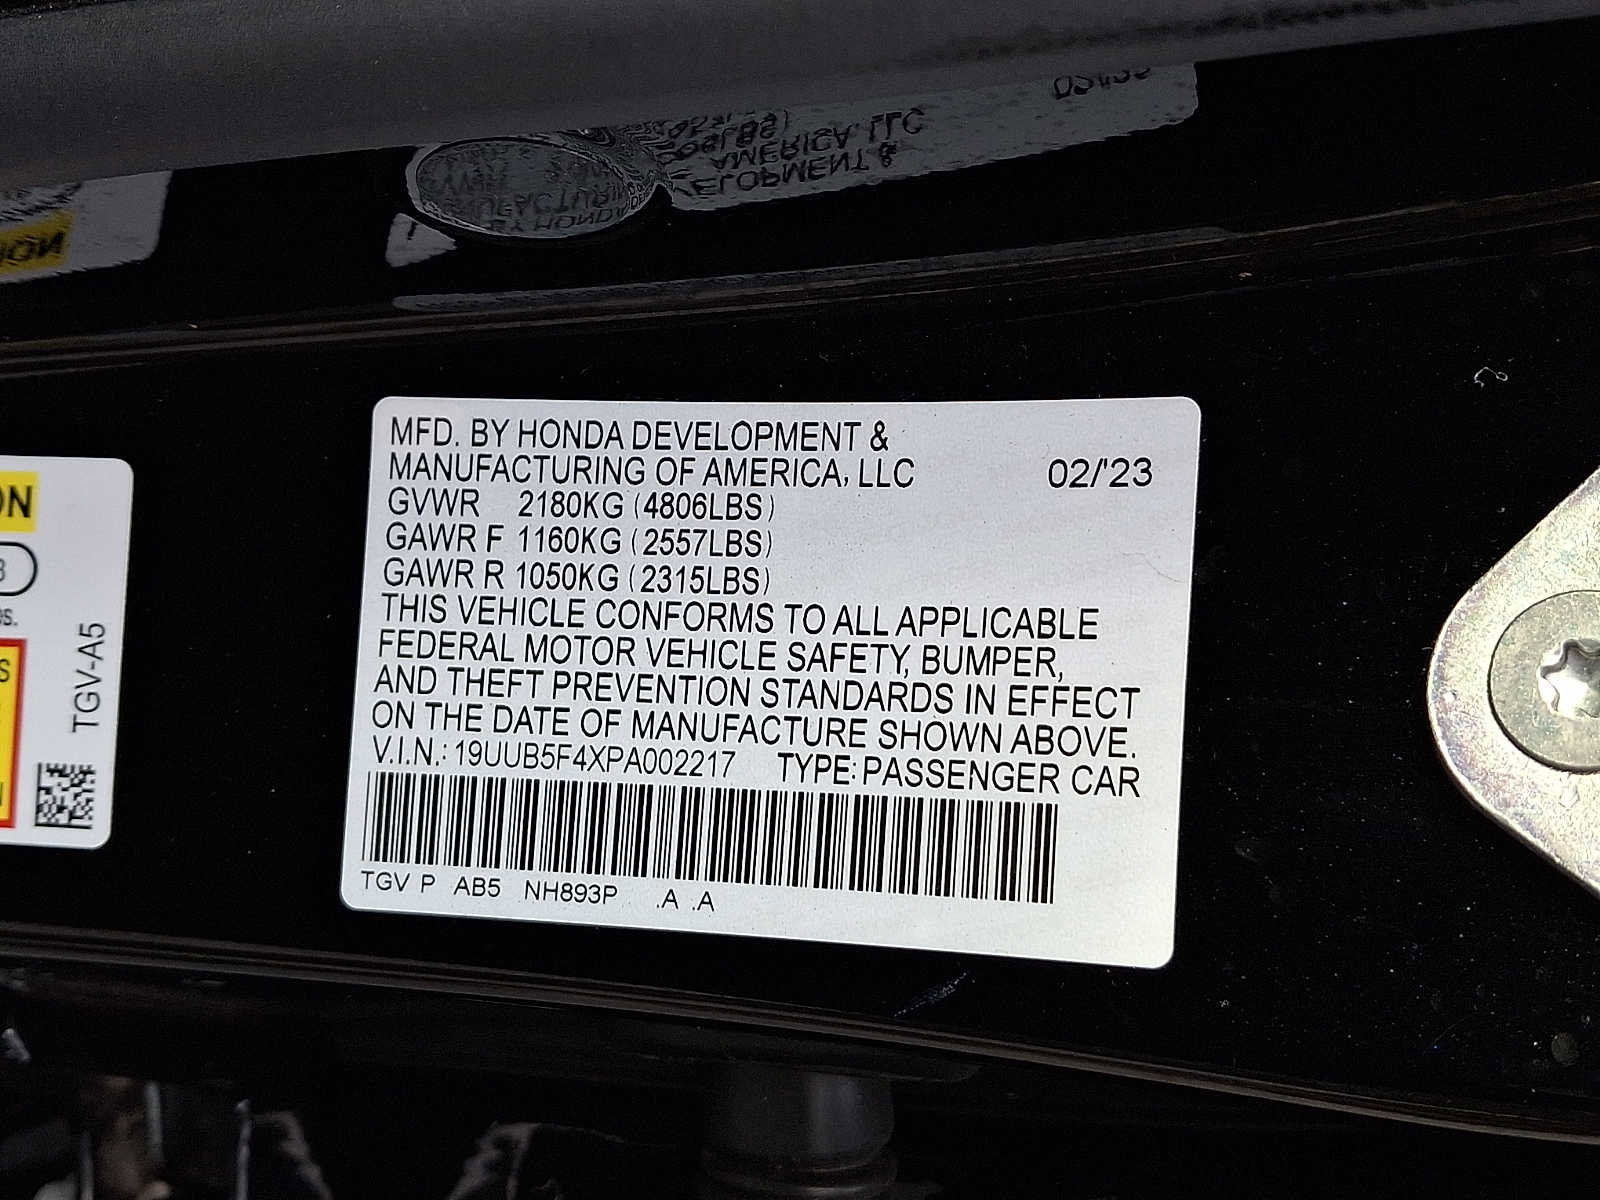 MFD. BY HONDA DEVELOPMENT &
MANUFACTURING OF AMERICA, LLC 02/'23
GVWR 2180KG (4806LBS)
GAWR F 1160KG (2557LBS)
GAWR R 1050KG (2315LBS)
THIS VEHICLE CONFORMS TO ALL APPLICABLE
FEDERAL MOTOR VEHICLE SAFETY, BUMPER,
AND THEFT PREVENTION STANDARDS IN EFFECT
ON THE DATE OF MANUFACTURE SHOWN ABOVE.
V.I.N.: 19UUB5F4XPA002217 TYPE: PASSENGER CAR
TGV P AB5 NH893P .A .A
TGV-A5